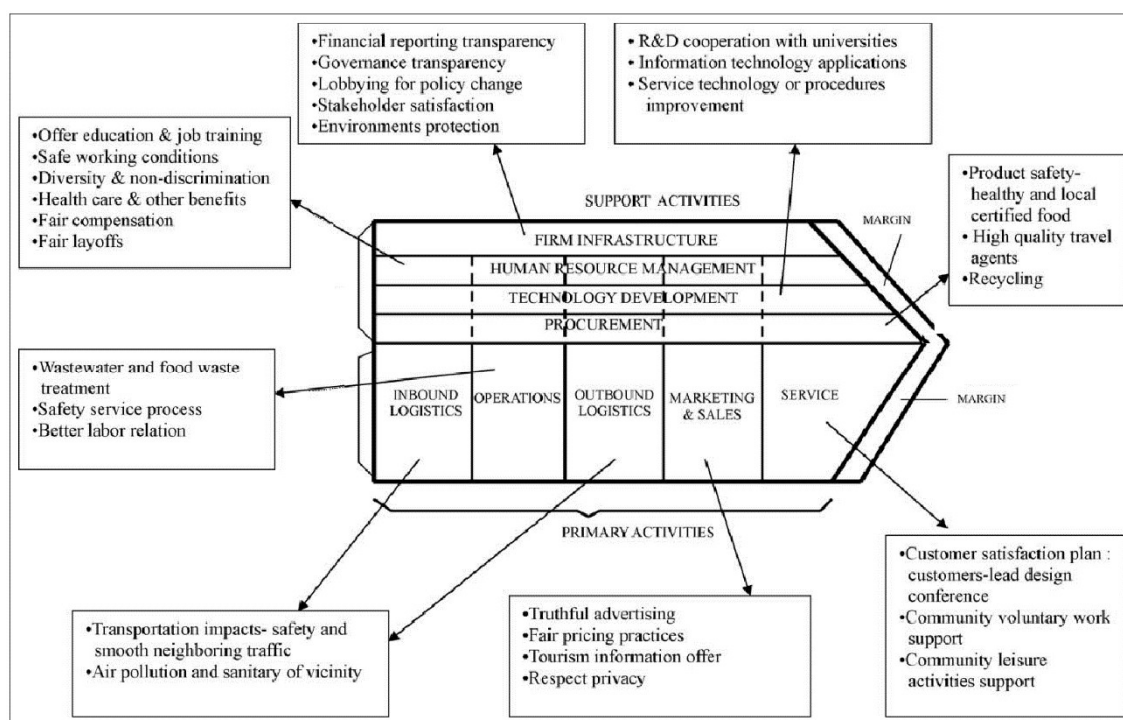 •Financial reporting transparency
•Governance transparency
•Lobbying for policy change
•Stakeholder satisfaction
•Environments protection
• R&D cooperation with universities
• Information technology applications
• Service technology or procedures
improvement
•Offer education & job training
•Safe working conditions
•Diversity & non-discrimination
•Health care & other benefits
•Fair compensation
•Fair layoffs
•Product safety-
healthy and local
certified food
• High quality travel
agents
•Recycling
SUPPORT ACTIVITIES
MARGIN
FIRM INFRASTRUCTURE
HUMAN RESOURCE MANAGEMENT
TECHNOLOGY DEVELOPMENT
PROCUREMENT
•Wastewater and food waste
treatment
•Safety service process
•Better labor relation
INBOUND
LOGISTICS
OPERATIONS
OUTBOUND
LOGISTICS
MARKETING
& SALES
SERVICE
MARGIN
PRIMARY ACTIVITIES
•Transportation impacts- safety and
smooth neighboring traffic
•Air pollution and sanitary of vicinity
•Truthful advertising
•Fair pricing practices
•Tourism information offer
•Respect privacy
•Customer satisfaction plan :
customers-lead design
conference
•Community voluntary work
support
•Community leisure
activities support